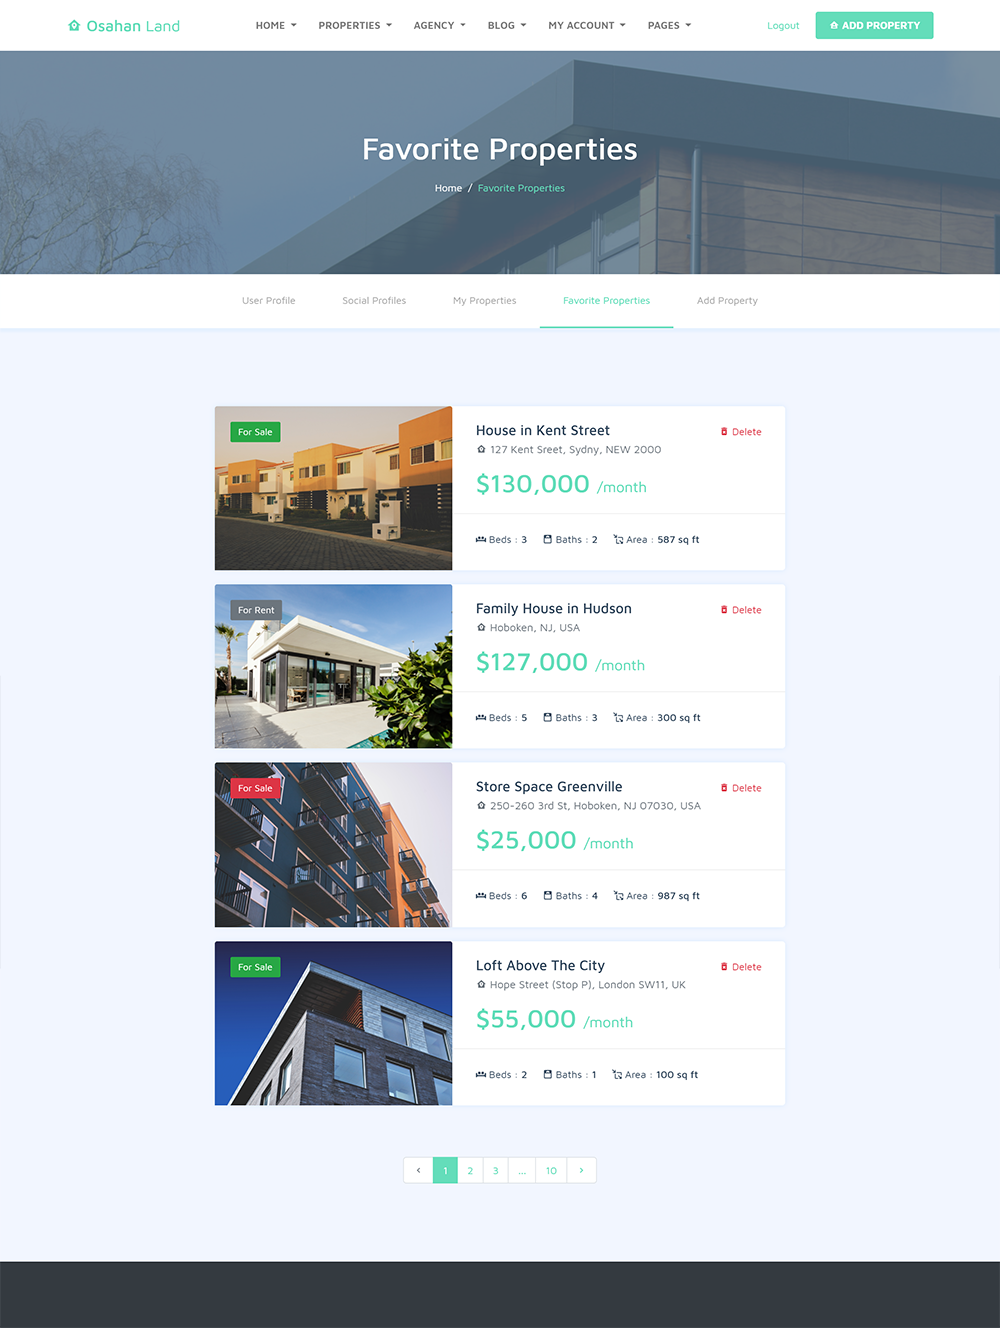 Osahan Land
HOME PROPERTIES AGENCY BLOG MY ACCOUNT PAGES
Logout
ADD PROPERTY
Favorite Properties
Home / Favorite Properties
User Profile
Social Profiles
My Properties
Favorite Properties
Add Property
For Sale
House in Kent Street
Delete
127 Kent Sreet, Sydny, NEW 2000
$130,000 /month
Beds : 3 Baths : 2 Area : 587 sq ft
For Rent
Family House in Hudson
Delete
Hoboken, NJ, USA
$127,000 /month
Beds : 5 Baths : 3 Area : 300 sq ft
For Sale
Store Space Greenville
Delete
250-260 3rd St, Hoboken, NJ 07030, USA
$25,000 /month
Beds : 6 Baths : 4 Area : 987 sq ft
For Sale
Loft Above The City
Delete
Hope Street (Stop P), London SW11, UK
$55,000 /month
Beds : 2 Baths : 1 Area : 100 sq ft
‹ 1 2 3 ... 10 ›